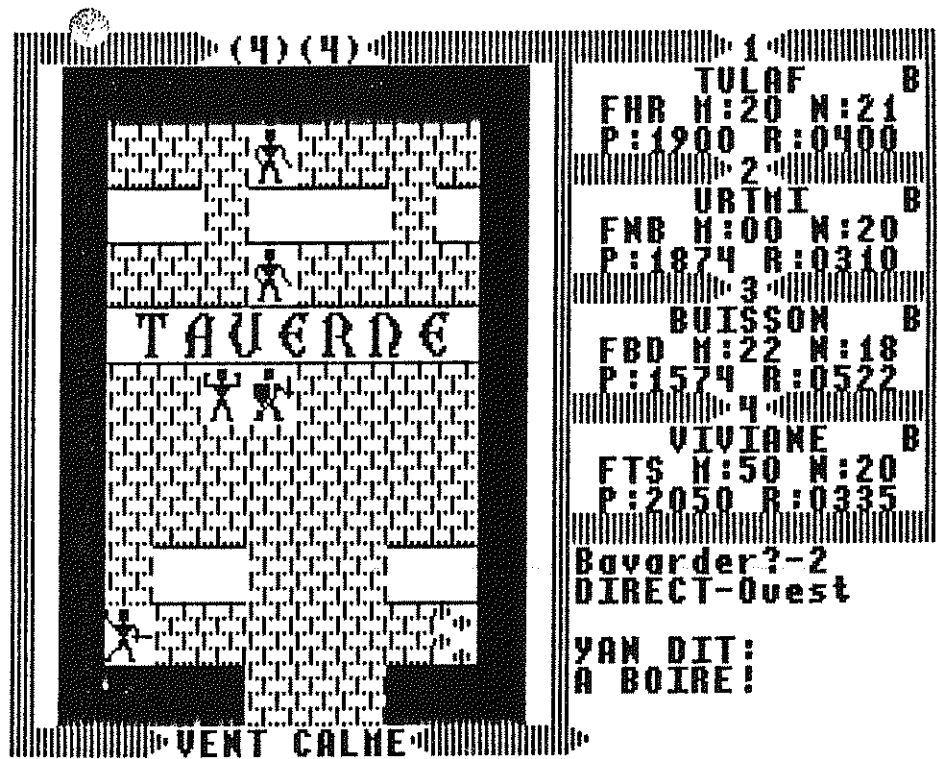 (4)(4)
1
TVLAF B
FHR M:20 N:21
P:1900 R:0400
2
URTMI B
FNB M:00 N:20
P:1874 R:0310
3
BUISSON B
FBD M:22 N:18
P:1574 R:0522
4
VIVIANE B
FTS M:50 N:20
P:2050 R:0335
TAVERNE
Bavarder?-2
DIRECT-Ouest
YAN DIT:
A BOIRE!
VENT CALME